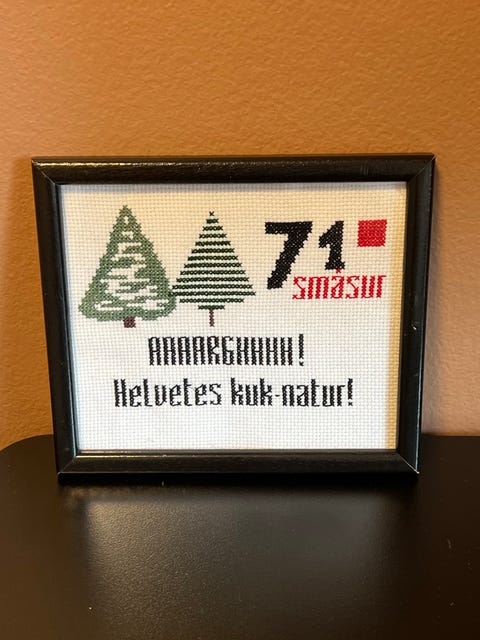 71
småsur
AAAARGHHHH!
Helvetes kuk-natur!